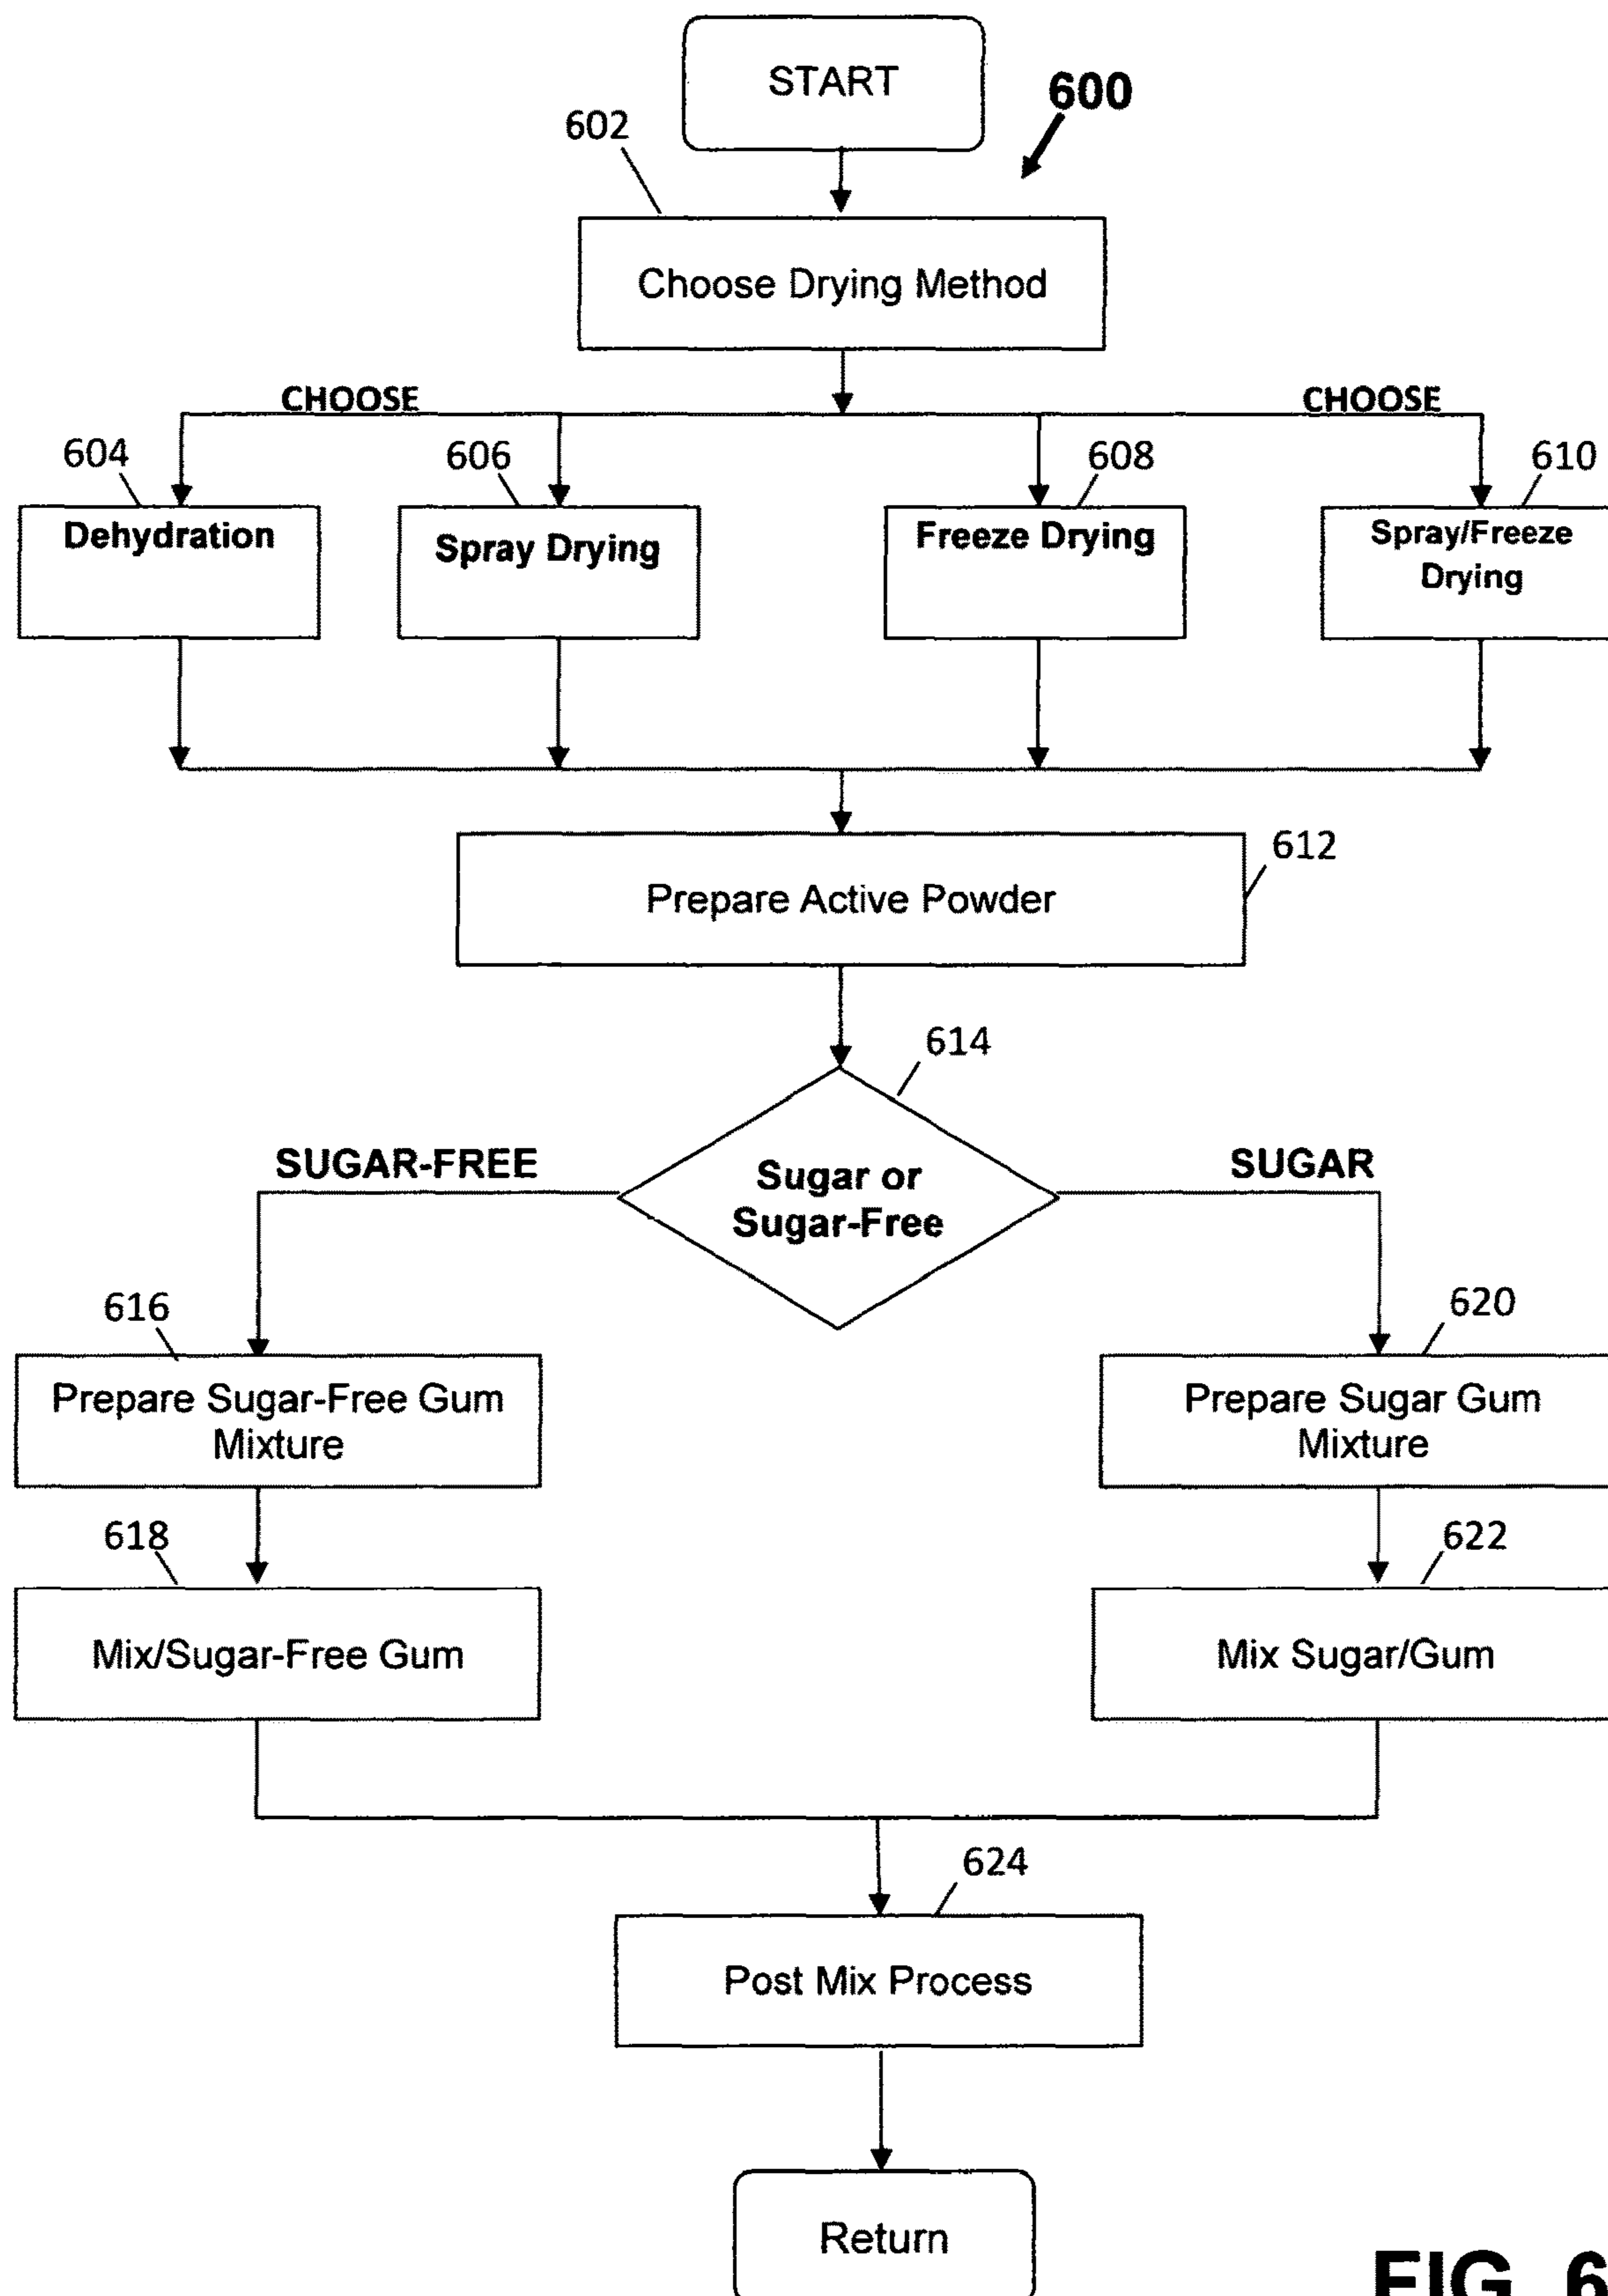 START
600
602
Choose Drying Method
CHOOSE
CHOOSE
604
606
608
610
Dehydration
Spray Drying
Freeze Drying
Spray/Freeze
Drying
612
Prepare Active Powder
614
SUGAR-FREE
Sugar or
Sugar-Free
SUGAR
616
620
Prepare Sugar-Free Gum
Mixture
Prepare Sugar Gum
Mixture
618
622
Mix/Sugar-Free Gum
Mix Sugar/Gum
624
Post Mix Process
Return
FIG. 6